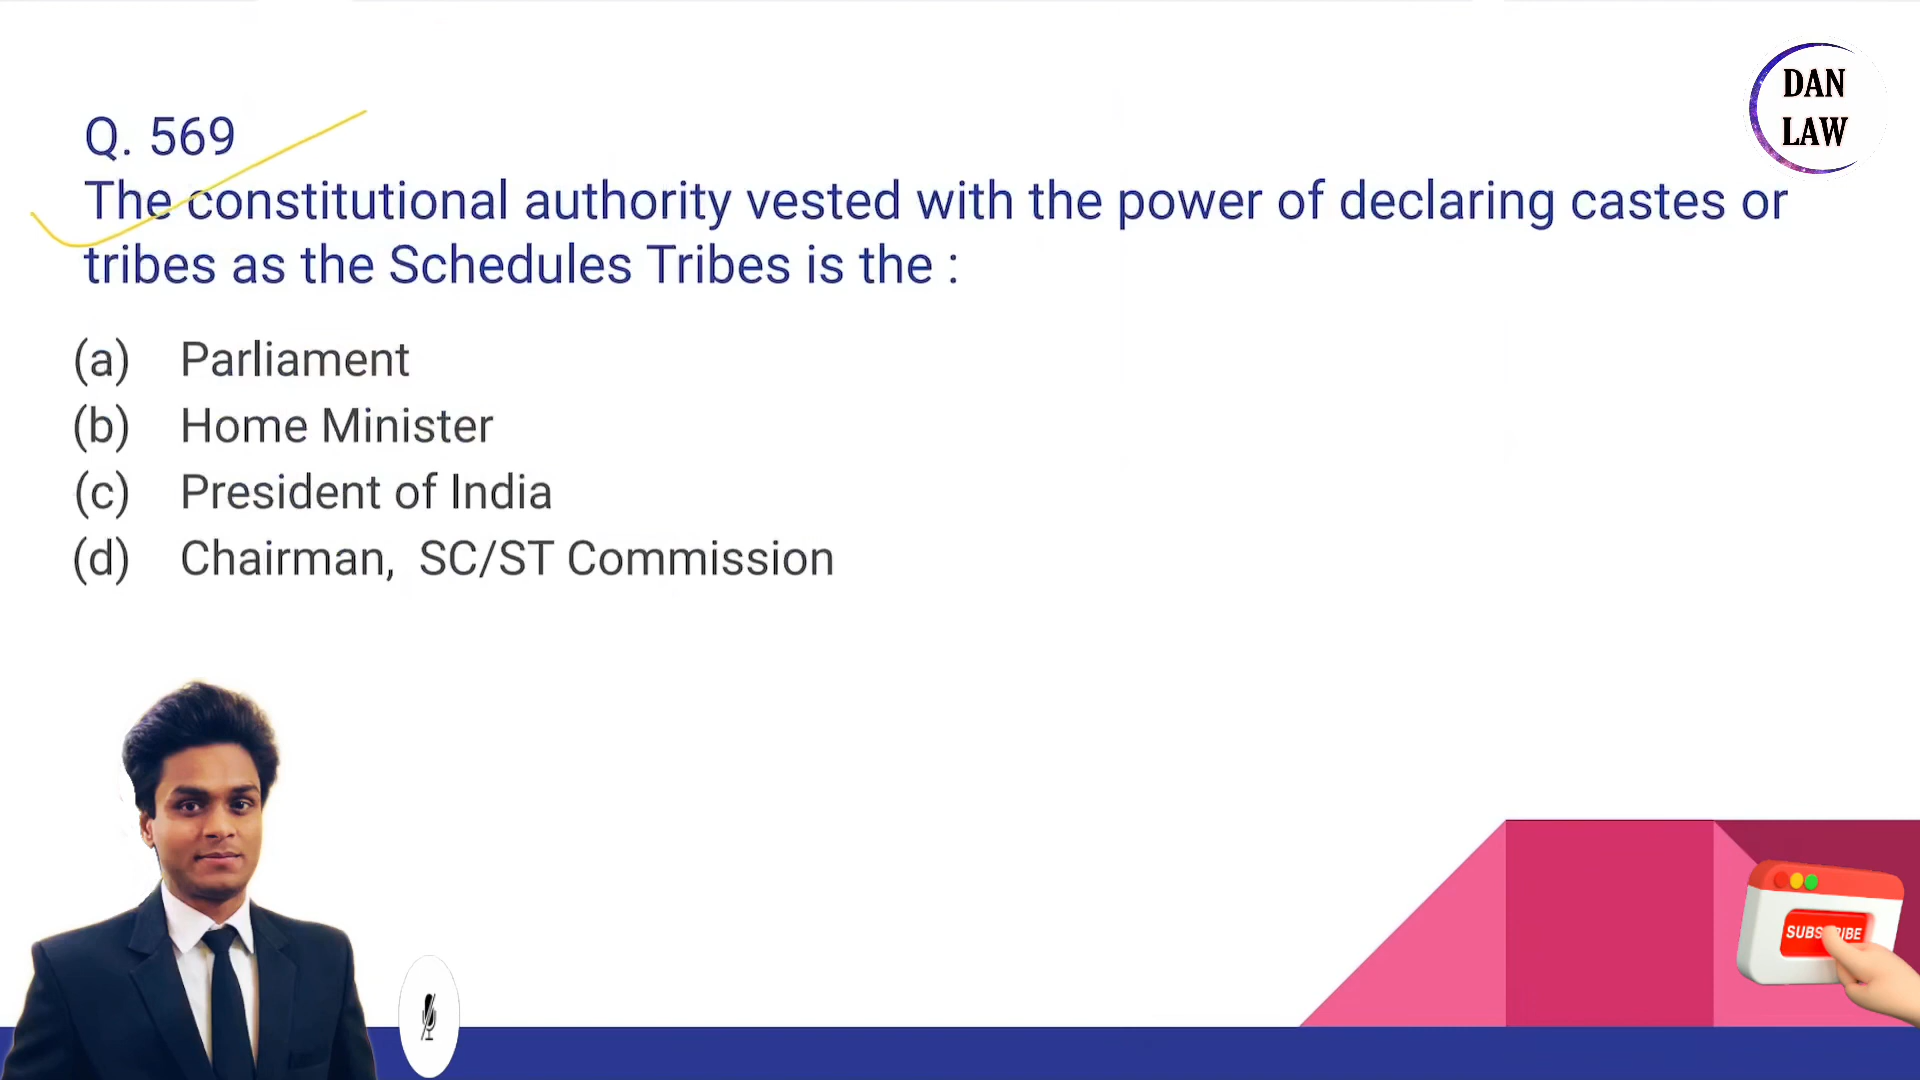 DAN
LAW
Q. 569
The constitutional authority vested with the power of declaring castes or
tribes as the Schedules Tribes is the :
(a) Parliament
(b) Home Minister
(c) President of India
(d) Chairman, SC/ST Commission
SUBSCRIBE